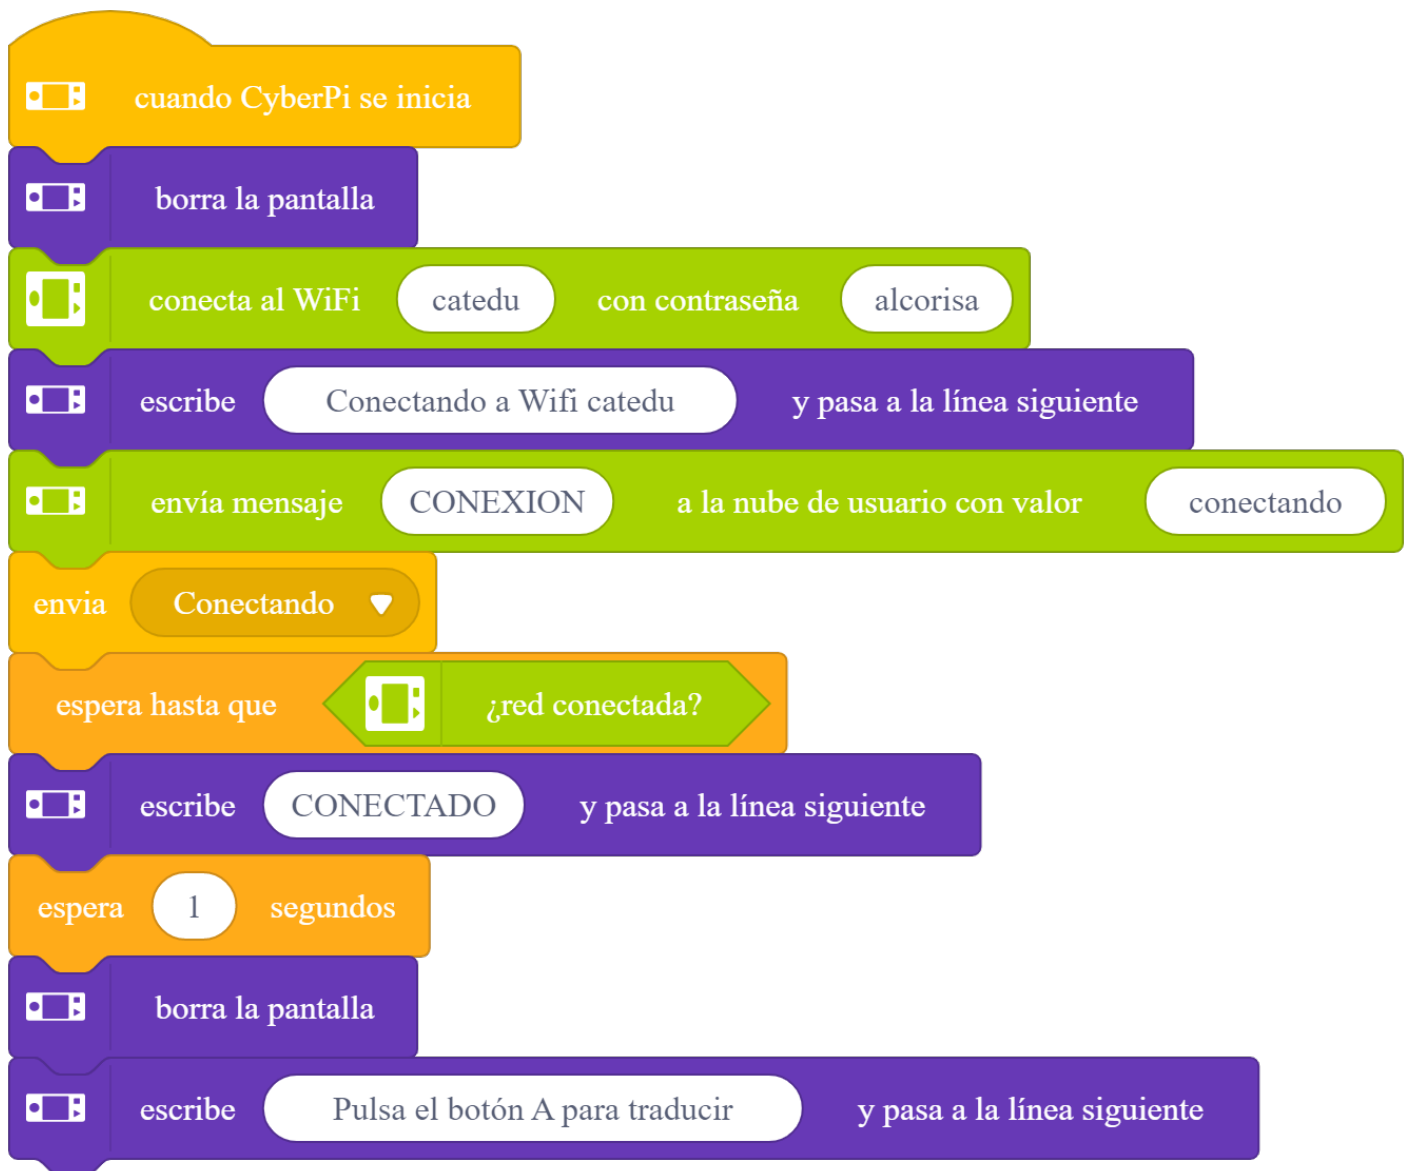 cuando CyberPi se inicia
borra la pantalla
conecta al WiFi catedu con contraseña alcorisa
escribe Conectando a Wifi catedu y pasa a la línea siguiente
envía mensaje CONEXION a la nube de usuario con valor conectando
envia Conectando
espera hasta que ¿red conectada?
escribe CONECTADO y pasa a la línea siguiente
espera 1 segundos
borra la pantalla
escribe Pulsa el botón A para traducir y pasa a la línea siguiente